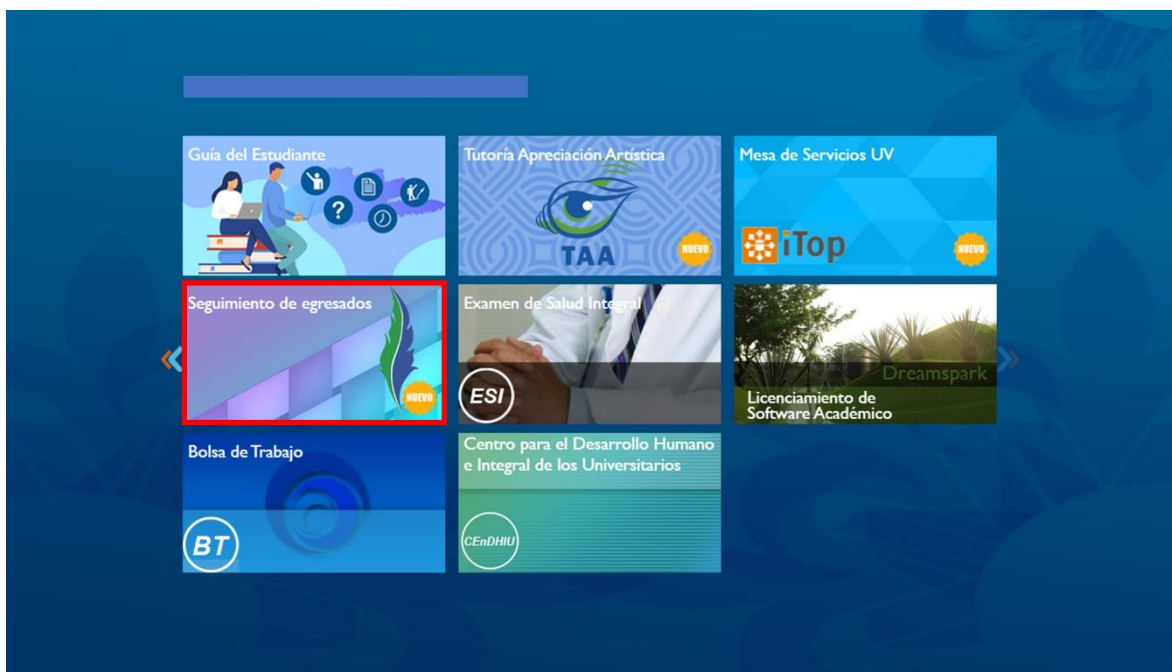 Guía del Estudiante
?
Tutoría Apreciación Artística
TAA
NUEVO
Mesa de Servicios UV
iTop
NUEVO
Seguimiento de egresados
NUEVO
Examen de Salud Integral
ESI
Dreamspark
Licenciamiento de
Software Académico
Bolsa de Trabajo
BT
Centro para el Desarrollo Humano
e Integral de los Universitarios
CEnDHIU